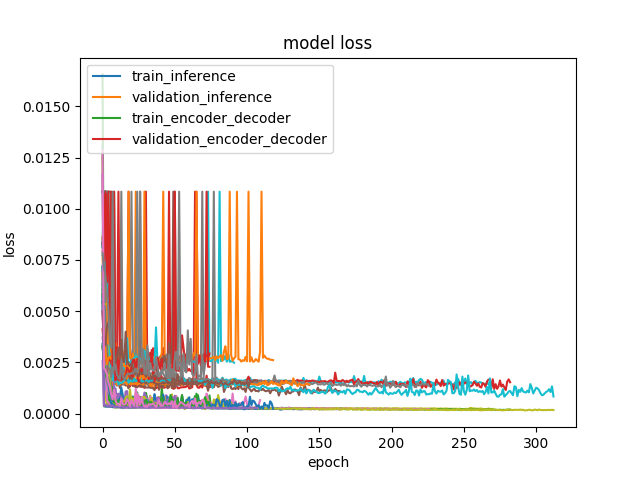 model loss
train_inference
validation_inference
train_encoder_decoder
validation_encoder_decoder
0.0150
0.0125
0.0100
0.0075
0.0050
0.0025
0.0000
loss
0 50 100 150 200 250 300
epoch